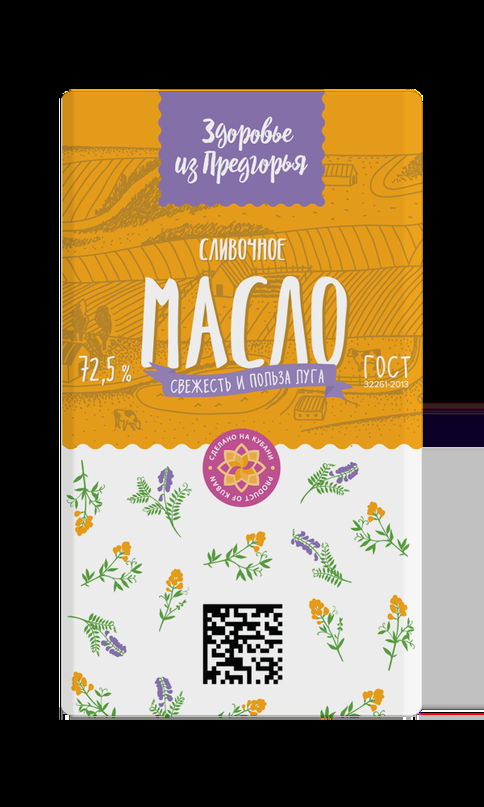 Здоровье
из Предгорья
СЛИВОЧНОЕ
МАСЛО
72,5 %
СВЕЖЕСТЬ И ПОЛЬЗА ЛУГА
ГОСТ
32261-2013
СДЕЛАНО НА КУБАНИ
PRODUCT OF KUBAN